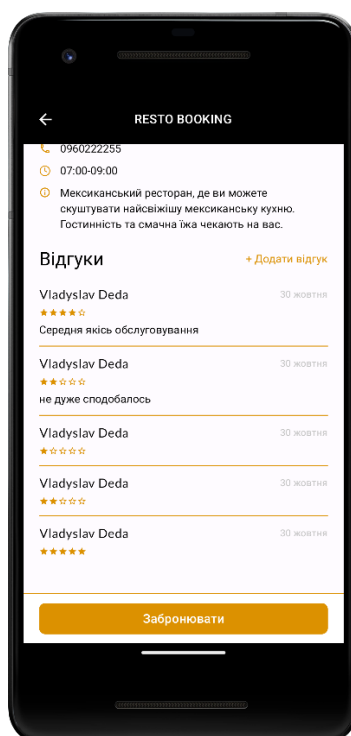 RESTO BOOKING
0960222255
07:00-09:00
Мексиканський ресторан, де ви можете
скуштувати найсвіжішу мексиканську кухню.
Гостинність та смачна їжа чекають на вас.
Відгуки
+ Додати відгук
Vladyslav Deda
30 жовтня
Середня якісь обслуговування
Vladyslav Deda
30 жовтня
не дуже сподобалось
Vladyslav Deda
30 жовтня
Vladyslav Deda
30 жовтня
Vladyslav Deda
30 жовтня
Забронювати